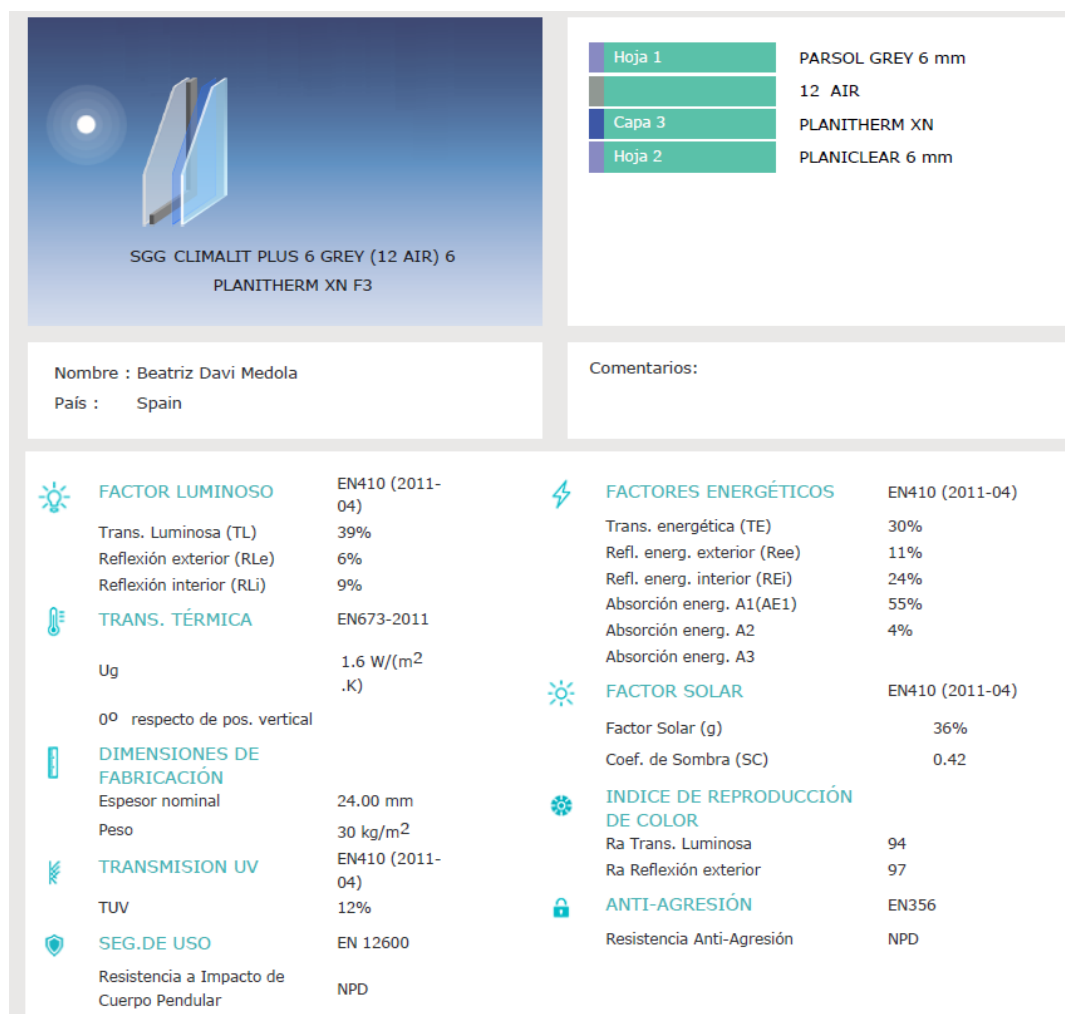 Hoja 1 PARSOL GREY 6 mm
12 AIR
Capa 3 PLANITHERM XN
Hoja 2 PLANICLEAR 6 mm
SGG CLIMALIT PLUS 6 GREY (12 AIR) 6
PLANITHERM XN F3
Nombre : Beatriz Davi Medola
País : Spain
Comentarios:
FACTOR LUMINOSO EN410 (2011-
04)
Trans. Luminosa (TL) 39%
Reflexión exterior (RLe) 6%
Reflexión interior (RLi) 9%
TRANS. TÉRMICA EN673-2011
Ug 1.6 W/(m2
.K)
0º respecto de pos. vertical
DIMENSIONES DE
FABRICACIÓN
Espesor nominal 24.00 mm
Peso 30 kg/m2
TRANSMISION UV EN410 (2011-
04)
TUV 12%
SEG.DE USO EN 12600
Resistencia a Impacto de
Cuerpo Pendular NPD
FACTORES ENERGÉTICOS EN410 (2011-04)
Trans. energética (TE) 30%
Refl. energ. exterior (Ree) 11%
Refl. energ. interior (REi) 24%
Absorción energ. A1(AE1) 55%
Absorción energ. A2 4%
Absorción energ. A3
FACTOR SOLAR EN410 (2011-04)
Factor Solar (g) 36%
Coef. de Sombra (SC) 0.42
INDICE DE REPRODUCCIÓN
DE COLOR
Ra Trans. Luminosa 94
Ra Reflexión exterior 97
ANTI-AGRESIÓN EN356
Resistencia Anti-Agresión NPD